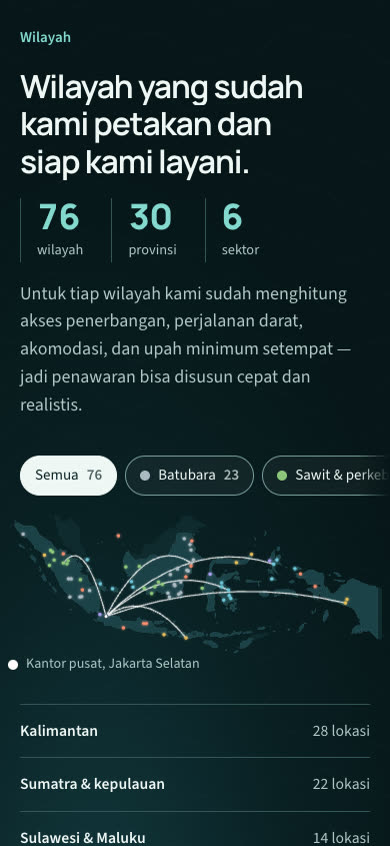 Wilayah
Wilayah yang sudah
kami petakan dan
siap kami layani.
76 30 6
wilayah provinsi sektor
Untuk tiap wilayah kami sudah menghitung
akses penerbangan, perjalanan darat,
akomodasi, dan upah minimum setempat —
jadi penawaran bisa disusun cepat dan
realistis.
Semua 76 Batubara 23 Sawit &
Kantor pusat, Jakarta Selatan
Kalimantan 28 lokasi
Sumatra & kepulauan 22 lokasi
Sulawesi & Maluku 14 lokasi